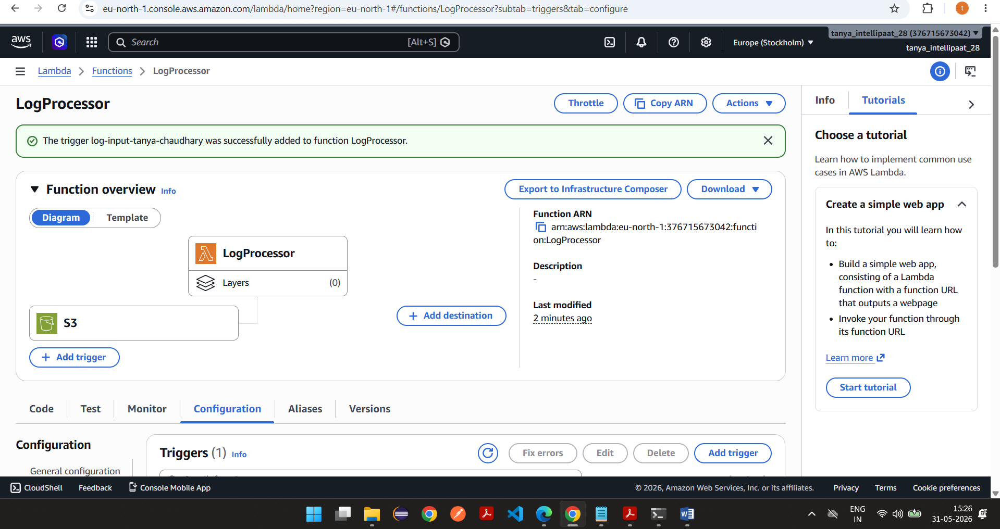 eu-north-1.console.aws.amazon.com/lambda/home?region=eu-north-1#/functions/LogProcessor?subtab=triggers&tab=configure
t
aws
Search
[Alt+S]
Europe (Stockholm)
tanya_intellipaat_28 (376715673042)
tanya_intellipaat_28
Lambda
Functions
LogProcessor
LogProcessor
Throttle
Copy ARN
Actions
Info
Tutorials
The trigger log-input-tanya-chaudhary was successfully added to function LogProcessor.
Function overview Info
Export to Infrastructure Composer
Download
Diagram
Template
LogProcessor
Layers
(0)
S3
Add trigger
Add destination
Function ARN
arn:aws:lambda:eu-north-1:376715673042:functi
on:LogProcessor
Description
-
Last modified
2 minutes ago
Choose a tutorial
Learn how to implement common use
cases in AWS Lambda.
Create a simple web app
In this tutorial you will learn how
to:
• Build a simple web app,
consisting of a Lambda
function with a function URL
that outputs a webpage
• Invoke your function through
its function URL
Learn more
Start tutorial
Code
Test
Monitor
Configuration
Aliases
Versions
Configuration
General configuration
Triggers (1) Info
Fix errors
Edit
Delete
Add trigger
CloudShell
Feedback
Console Mobile App
© 2026, Amazon Web Services, Inc. or its affiliates.
Privacy
Terms
Cookie preferences
ENG
IN
15:26
31-05-2026